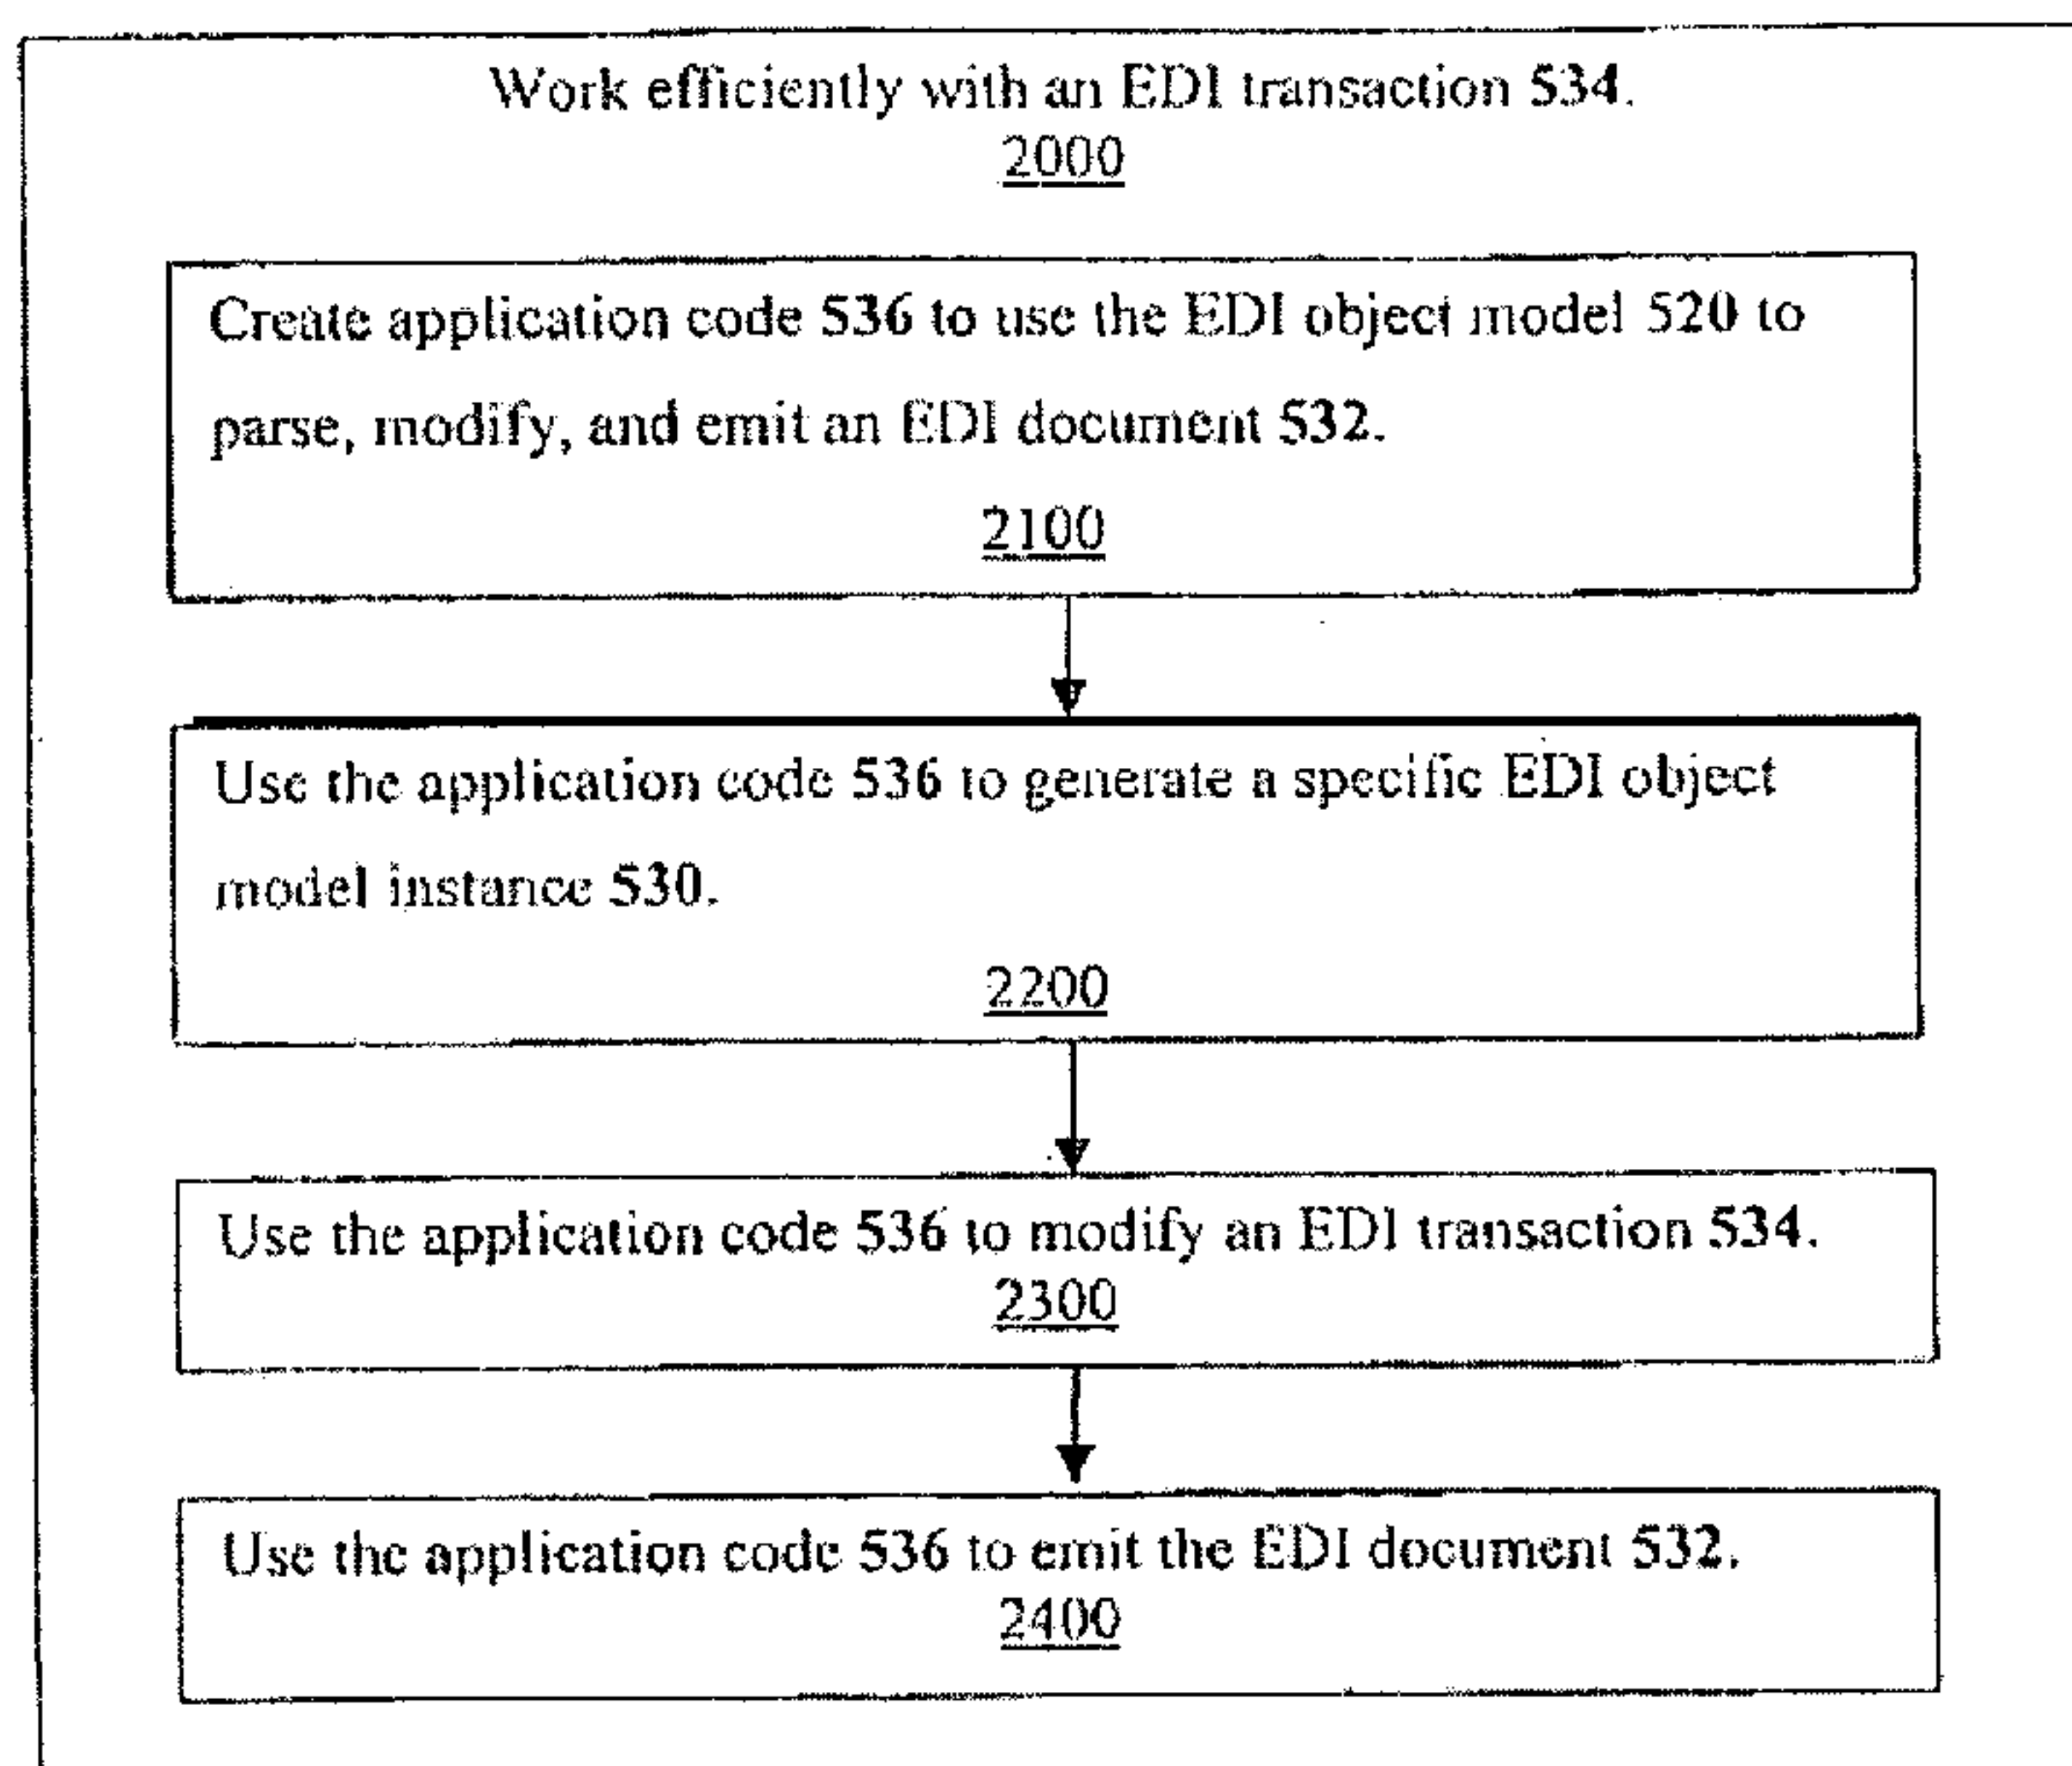 Work efficiently with an EDI transaction 534.
2000
Create application code 536 to use the EDI object model 520 to
parse, modify, and emit an EDI document 532.
2100
Use the application code 536 to generate a specific EDI object
model instance 530.
2200
Use the application code 536 to modify an EDI transaction 534.
2300
Use the application code 536 to emit the EDI document 532.
2400